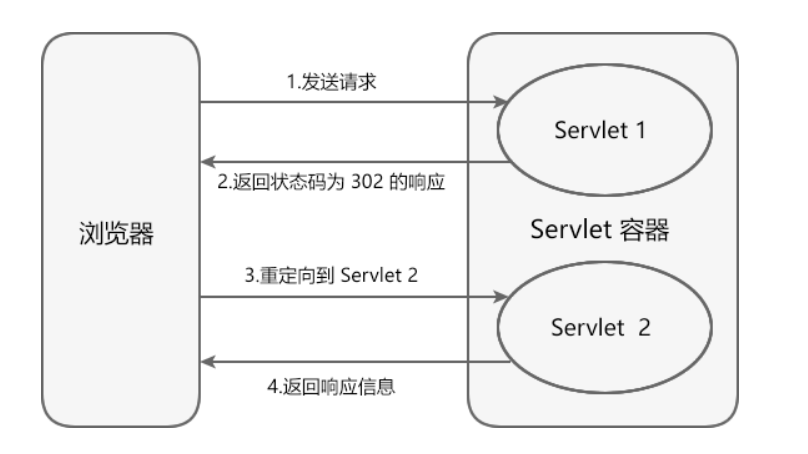 1.发送请求
Servlet 1
2.返回状态码为 302 的响应
浏览器
Servlet 容器
3.重定向到 Servlet 2
Servlet 2
4.返回响应信息